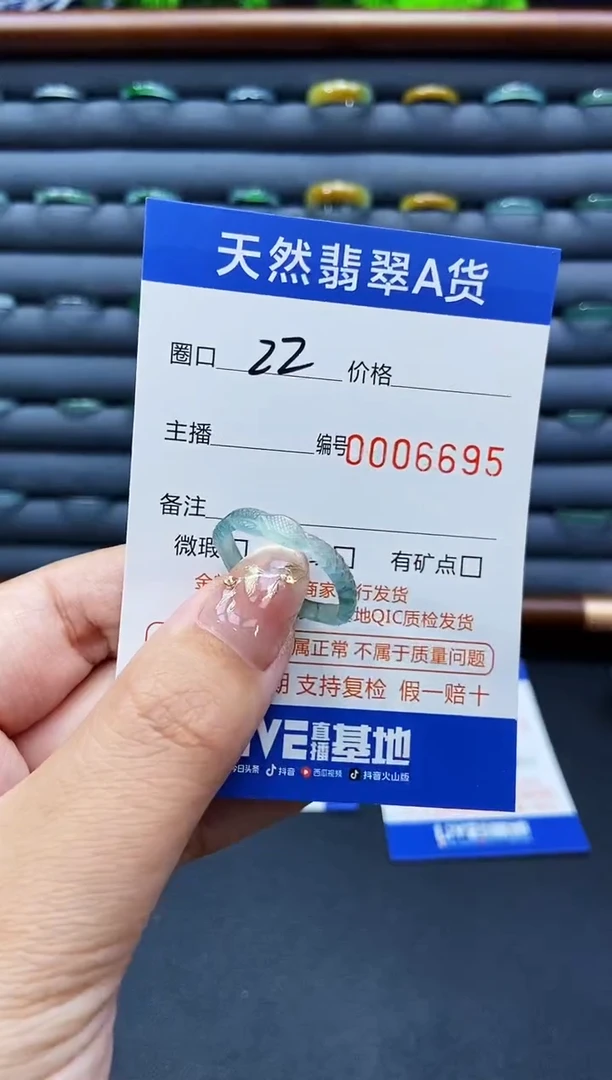 天然翡翠A货
圈口 22 价格
主播 编号0006695
备注
微瑕 有矿点
商家 行发货
地QIC质检发货
属正常 不属于质量问题
支持复检 假一赔十
直播基地
今日头条 抖音 西瓜视频 抖音火山版